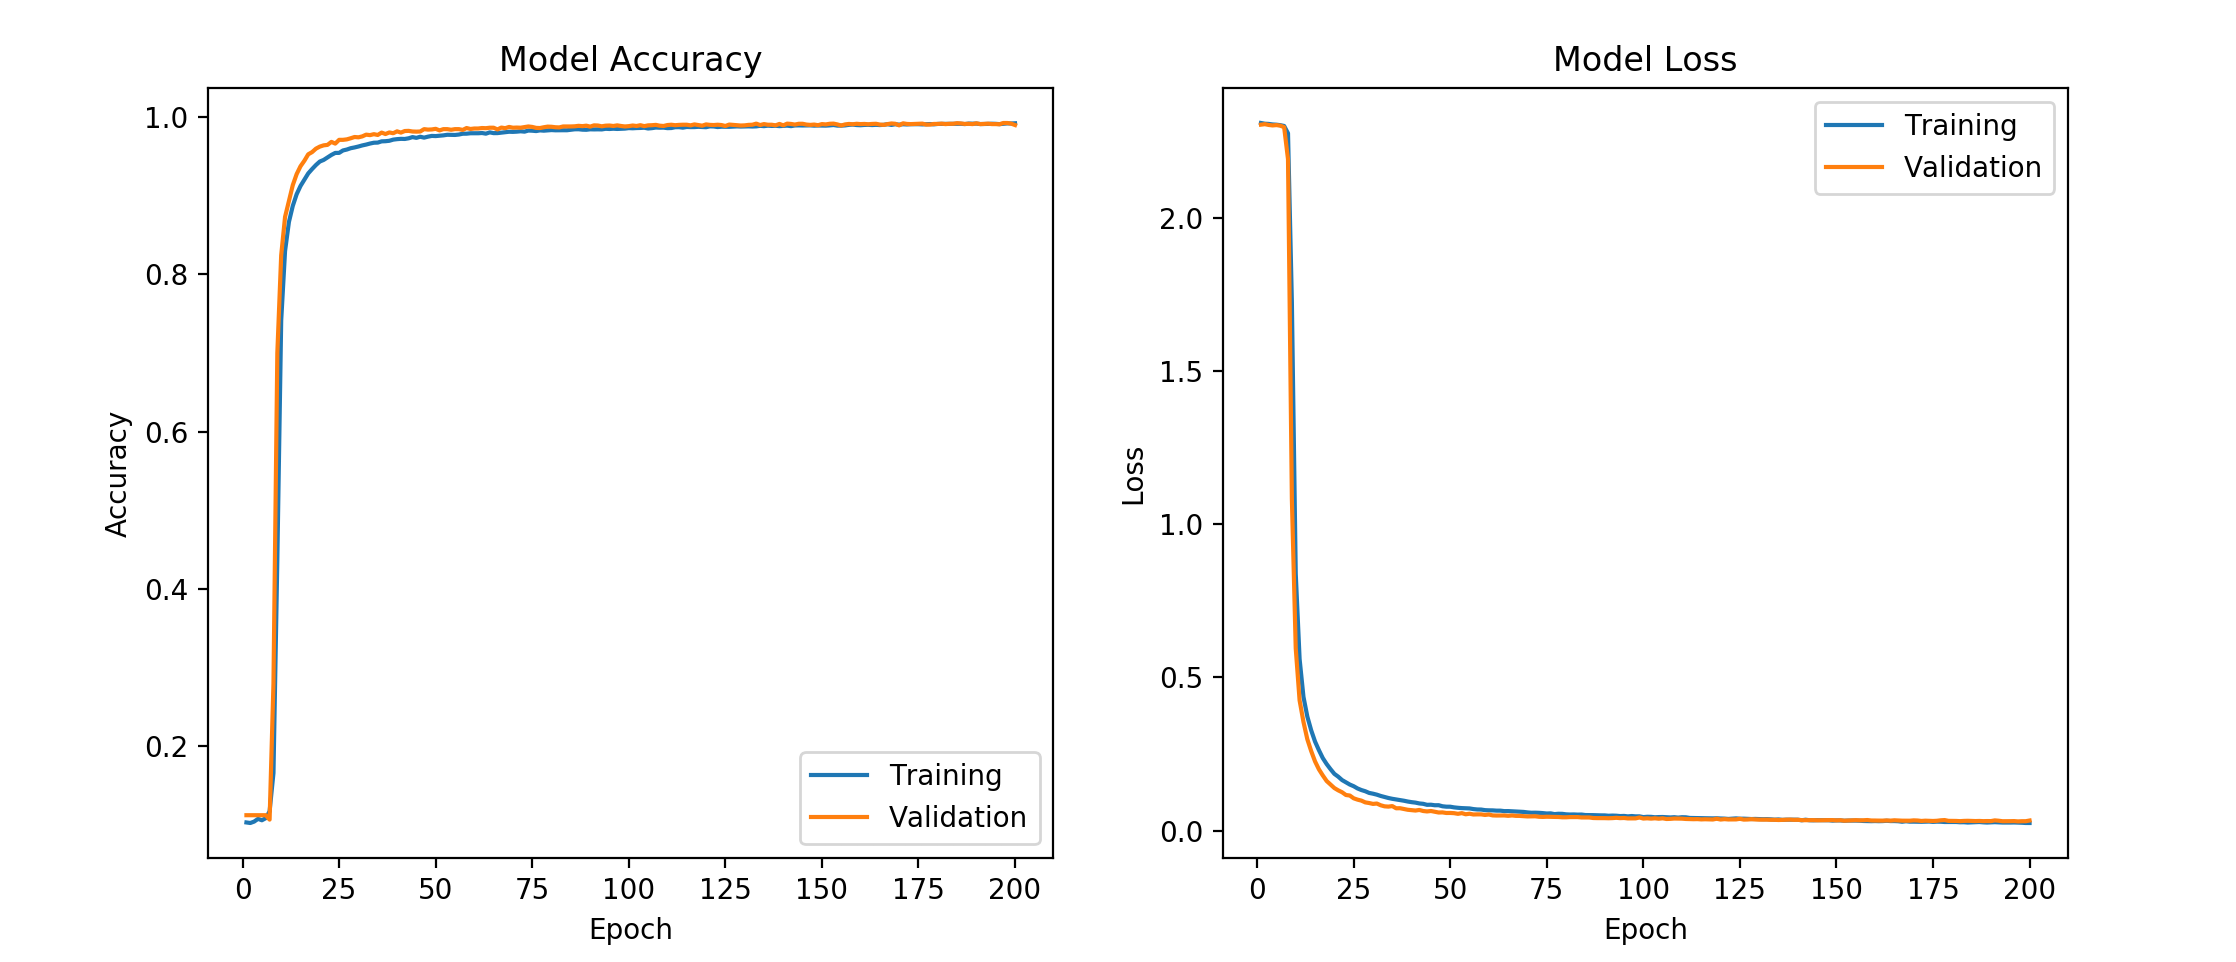 Model Accuracy
1.0
0.8
0.6
0.4
0.2
Accuracy
Training
Validation
0 25 50 75 100 125 150 175 200
Epoch
Model Loss
Training
Validation
2.0
1.5
1.0
0.5
0.0
Loss
0 25 50 75 100 125 150 175 200
Epoch